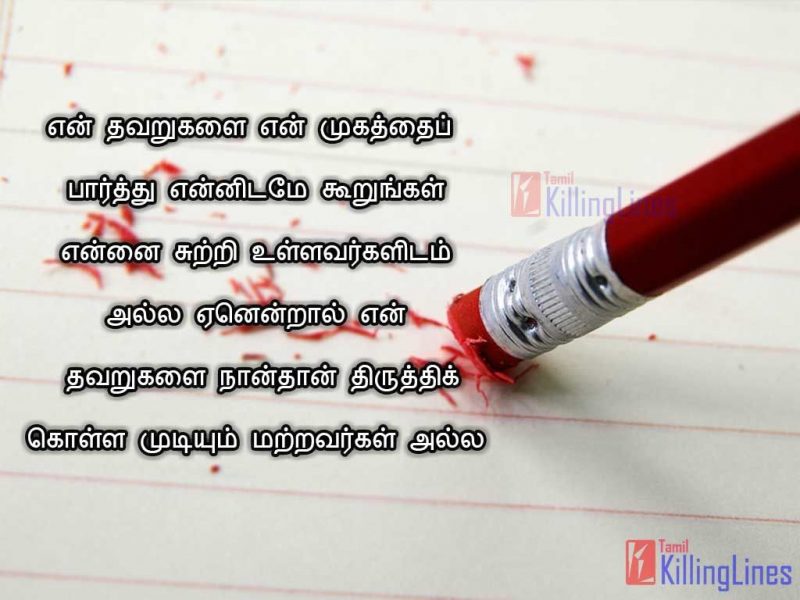 என் தவறுகளை என் முகத்தைப்
பார்த்து என்னிடமே கூறுங்கள்
என்னை சுற்றி உள்ளவர்களிடம்
அல்ல ஏனென்றால் என்
தவறுகளை நான்தான் திருத்திக்
கொள்ள முடியும் மற்றவர்கள் அல்ல
Tamil
KillingLines
Tamil
KillingLines